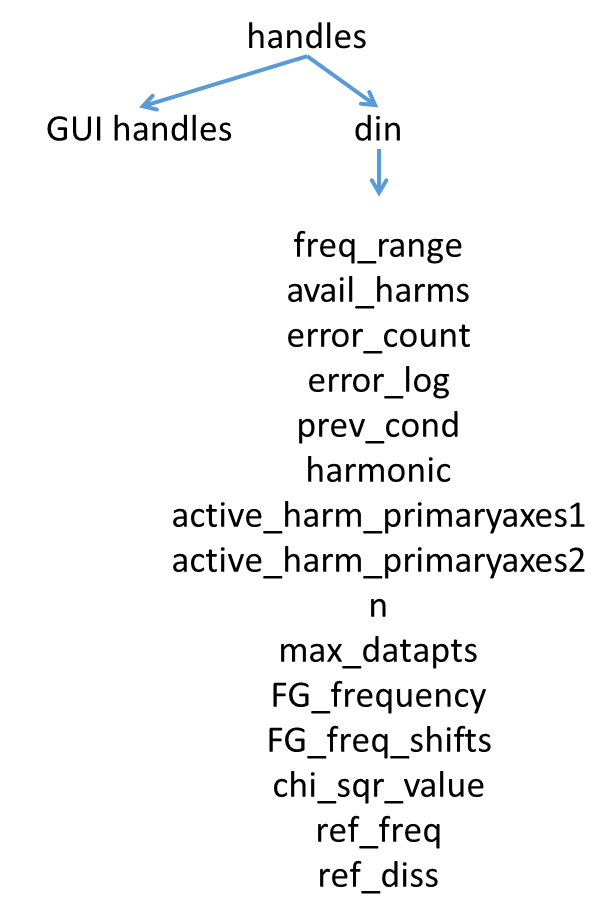 handles
GUI handles din
freq_range
avail_harms
error_count
error_log
prev_cond
harmonic
active_harm_primaryaxes1
active_harm_primaryaxes2
n
max_datapts
FG_frequency
FG_freq_shifts
chi_sqr_value
ref_freq
ref_diss